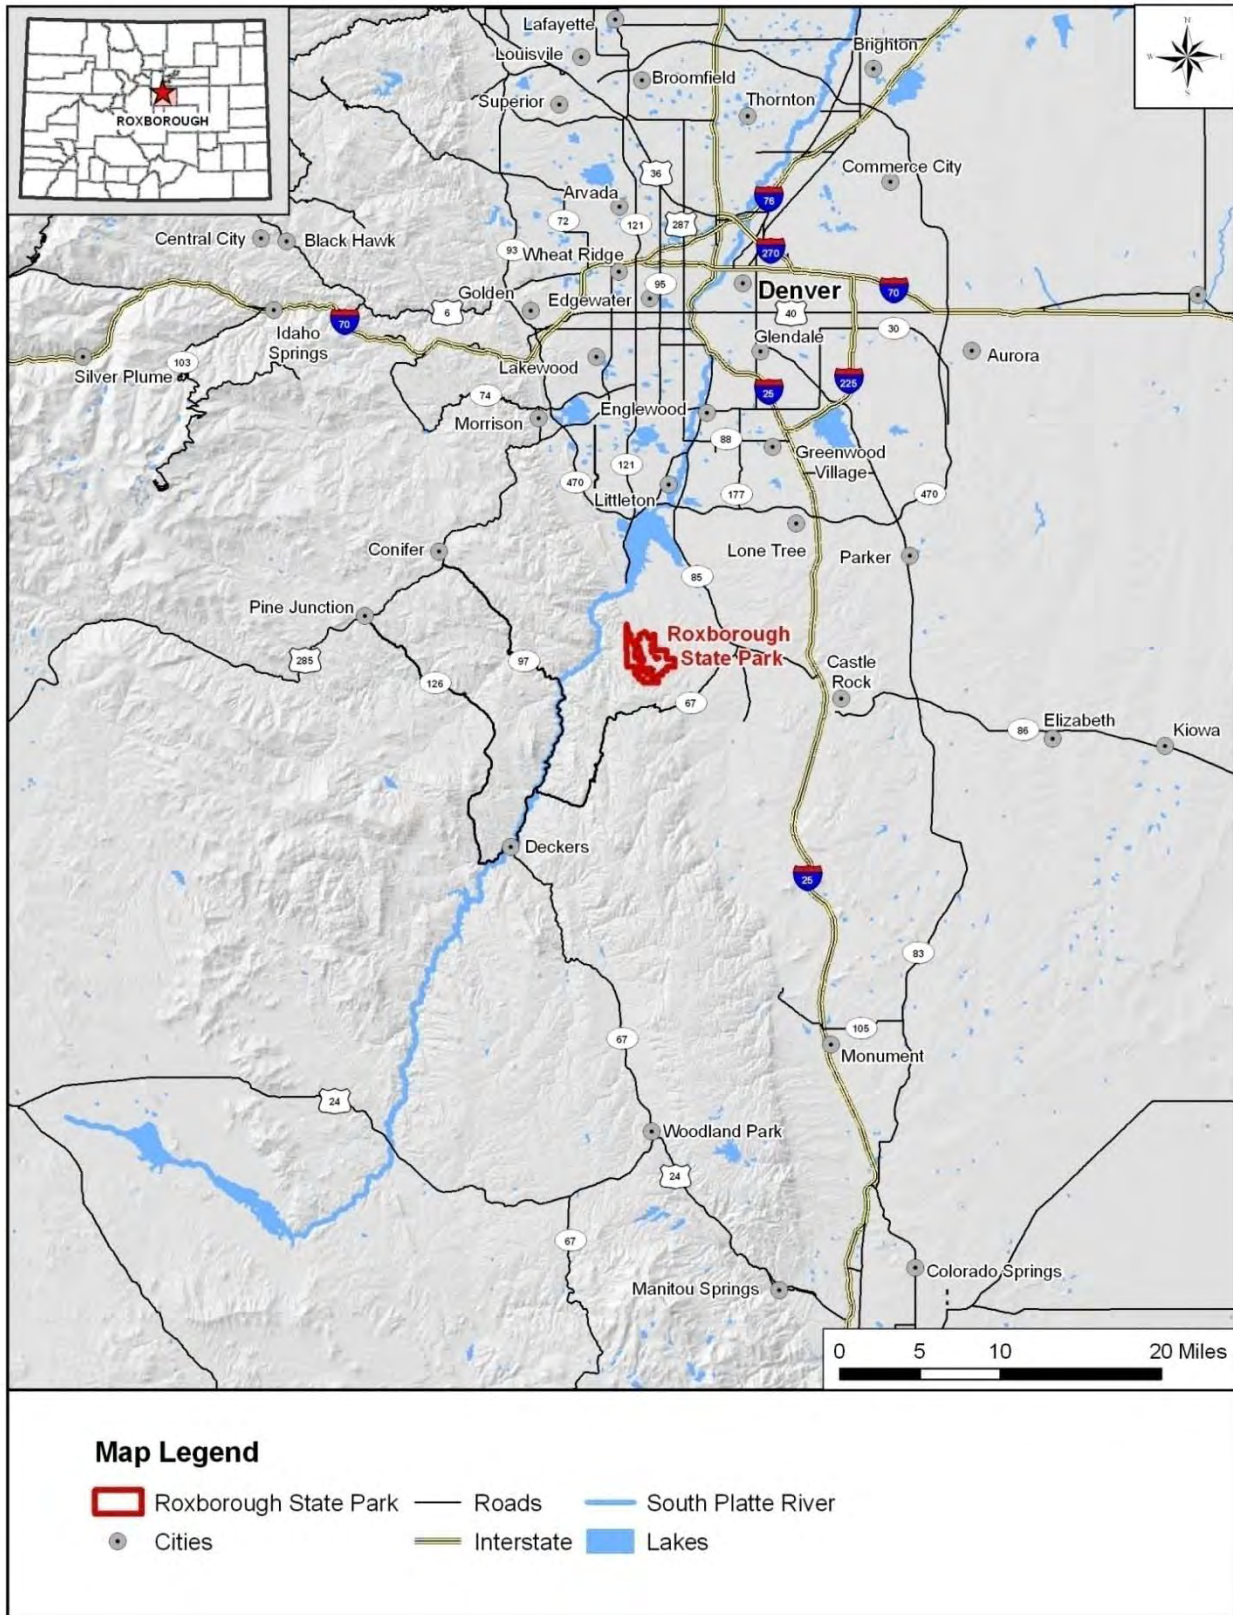 Lafayette
Louisvile
Broomfield
Brighton
N
W
E
S
Superior
Thornton
ROXBOROUGH
36
Commerce City
76
Arvada
72
121
287
Central City
Black Hawk
93
Wheat Ridge
270
Golden
Edgewater
95
Denver
70
6
40
70
Idaho
Springs
30
Glendale
Silver Plume
103
Lakewood
Aurora
25
225
74
Morrison
Englewood
88
Greenwood
Village
121
470
Littleton
177
470
Conifer
Lone Tree
Parker
85
Pine Junction
Roxborough
State Park
285
97
126
Castle
Rock
67
86
Elizabeth
Kiowa
Deckers
25
83
67
105
Monument
24
Woodland Park
24
67
Manitou Springs
Colorado Springs
0 5 10 20 Miles
Map Legend
Roxborough State Park
Roads
South Platte River
Cities
Interstate
Lakes